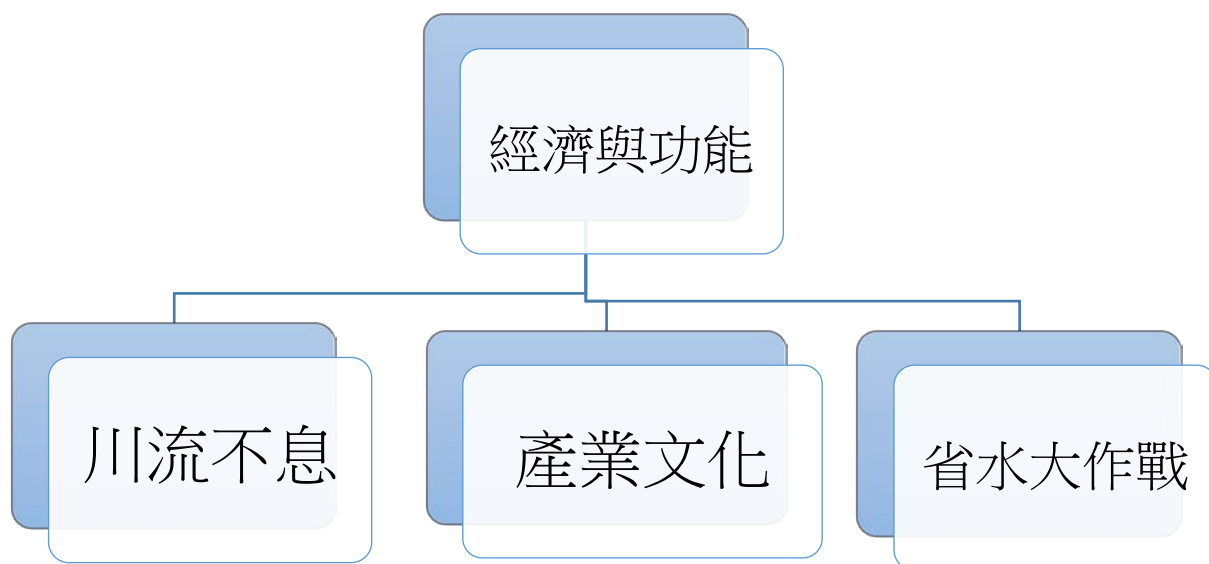 經濟與功能
川流不息
產業文化
省水大作戰